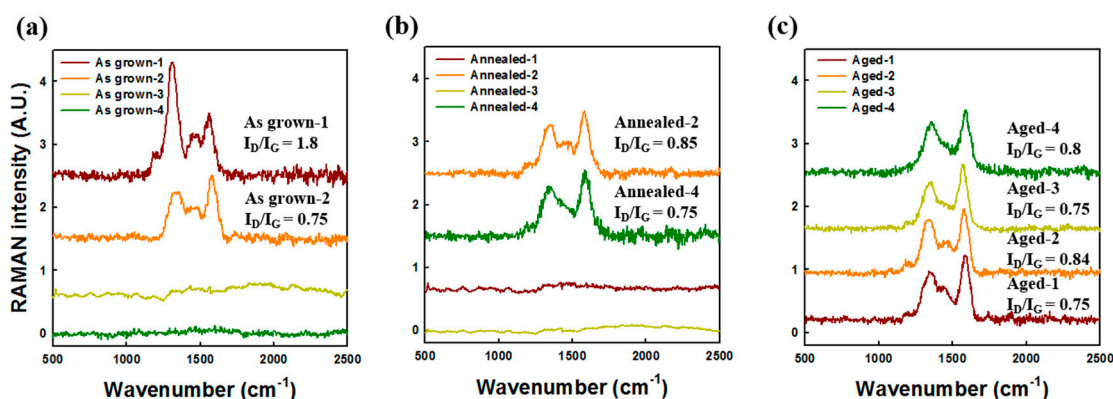 (a)
As grown-1
As grown-2
As grown-3
As grown-4
As grown-1
I_D/I_G = 1.8
As grown-2
I_D/I_G = 0.75
RAMAN intensity (A.U.)
4
3
2
1
0
500 1000 1500 2000 2500
Wavenumber (cm⁻¹)
(b)
Annealed-1
Annealed-2
Annealed-3
Annealed-4
Annealed-2
I_D/I_G = 0.85
Annealed-4
I_D/I_G = 0.75
4
3
2
1
0
500 1000 1500 2000 2500
Wavenumber (cm⁻¹)
(c)
Aged-1
Aged-2
Aged-3
Aged-4
Aged-4
I_D/I_G = 0.8
Aged-3
I_D/I_G = 0.75
Aged-2
I_D/I_G = 0.84
Aged-1
I_D/I_G = 0.75
4
3
2
1
0
500 1000 1500 2000 2500
Wavenumber (cm⁻¹)